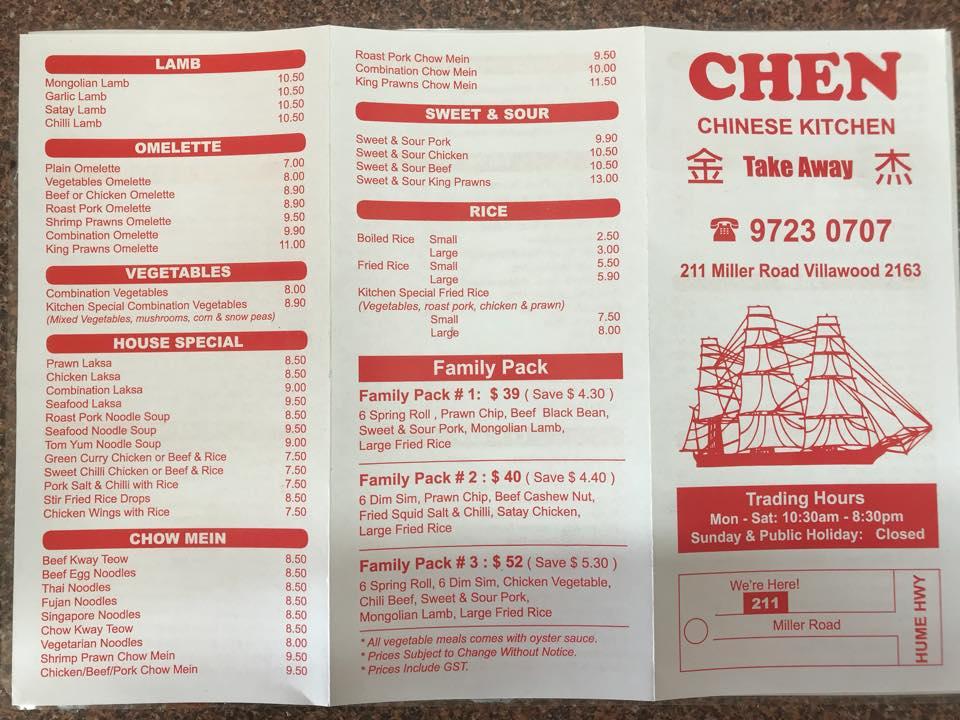 LAMB
Mongolian Lamb 10.50
Garlic Lamb 10.50
Satay Lamb 10.50
Chilli Lamb 10.50
OMELETTE
Plain Omelette 7.00
Vegetables Omelette 8.00
Beef or Chicken Omelette 8.90
Roast Pork Omelette 8.90
Shrimp Prawns Omelette 9.50
Combination Omelette 9.90
King Prawns Omelette 11.00
VEGETABLES
Combination Vegetables 8.00
Kitchen Special Combination Vegetables 8.90
(Mixed Vegetables, mushrooms, corn & snow peas)
HOUSE SPECIAL
Prawn Laksa 8.50
Chicken Laksa 8.50
Combination Laksa 9.00
Seafood Laksa 9.50
Roast Pork Noodle Soup 8.50
Seafood Noodle Soup 9.50
Tom Yum Noodle Soup 9.00
Green Curry Chicken or Beef & Rice 7.50
Sweet Chilli Chicken or Beef & Rice 7.50
Pork Salt & Chilli with Rice 7.50
Stir Fried Rice Drops 8.50
Chicken Wings with Rice 7.50
CHOW MEIN
Beef Kway Teow 8.50
Beef Egg Noodles 8.50
Thai Noodles 8.50
Fujan Noodles 8.50
Singapore Noodles 8.50
Chow Kway Teow 8.50
Vegetarian Noodles 8.00
Shrimp Prawn Chow Mein 9.50
Chicken/Beef/Pork Chow Mein 9.50
Roast Pork Chow Mein 9.50
Combination Chow Mein 10.00
King Prawns Chow Mein 11.50
SWEET & SOUR
Sweet & Sour Pork 9.90
Sweet & Sour Chicken 10.50
Sweet & Sour Beef 10.50
Sweet & Sour King Prawns 13.00
RICE
Boiled Rice Small 2.50
Large 3.00
Fried Rice Small 5.50
Large 5.90
Kitchen Special Fried Rice
(Vegetables, roast pork, chicken & prawn)
Small 7.50
Large 8.00
Family Pack
Family Pack # 1: $ 39 ( Save $ 4.30 )
6 Spring Roll , Prawn Chip, Beef Black Bean,
Sweet & Sour Pork, Mongolian Lamb,
Large Fried Rice
Family Pack # 2 : $ 40 ( Save $ 4.40 )
6 Dim Sim, Prawn Chip, Beef Cashew Nut,
Fried Squid Salt & Chilli, Satay Chicken,
Large Fried Rice
Family Pack # 3 : $ 52 ( Save $ 5.30 )
6 Spring Roll, 6 Dim Sim, Chicken Vegetable,
Chili Beef, Sweet & Sour Pork,
Mongolian Lamb, Large Fried Rice
* All vegetable meals comes with oyster sauce.
* Prices Subject to Change Without Notice.
* Prices Include GST.
CHEN
CHINESE KITCHEN
金 Take Away 杰
☎ 9723 0707
211 Miller Road Villawood 2163
Trading Hours
Mon - Sat: 10:30am - 8:30pm
Sunday & Public Holiday: Closed
We're Here!
211
Miller Road
HUME HWY